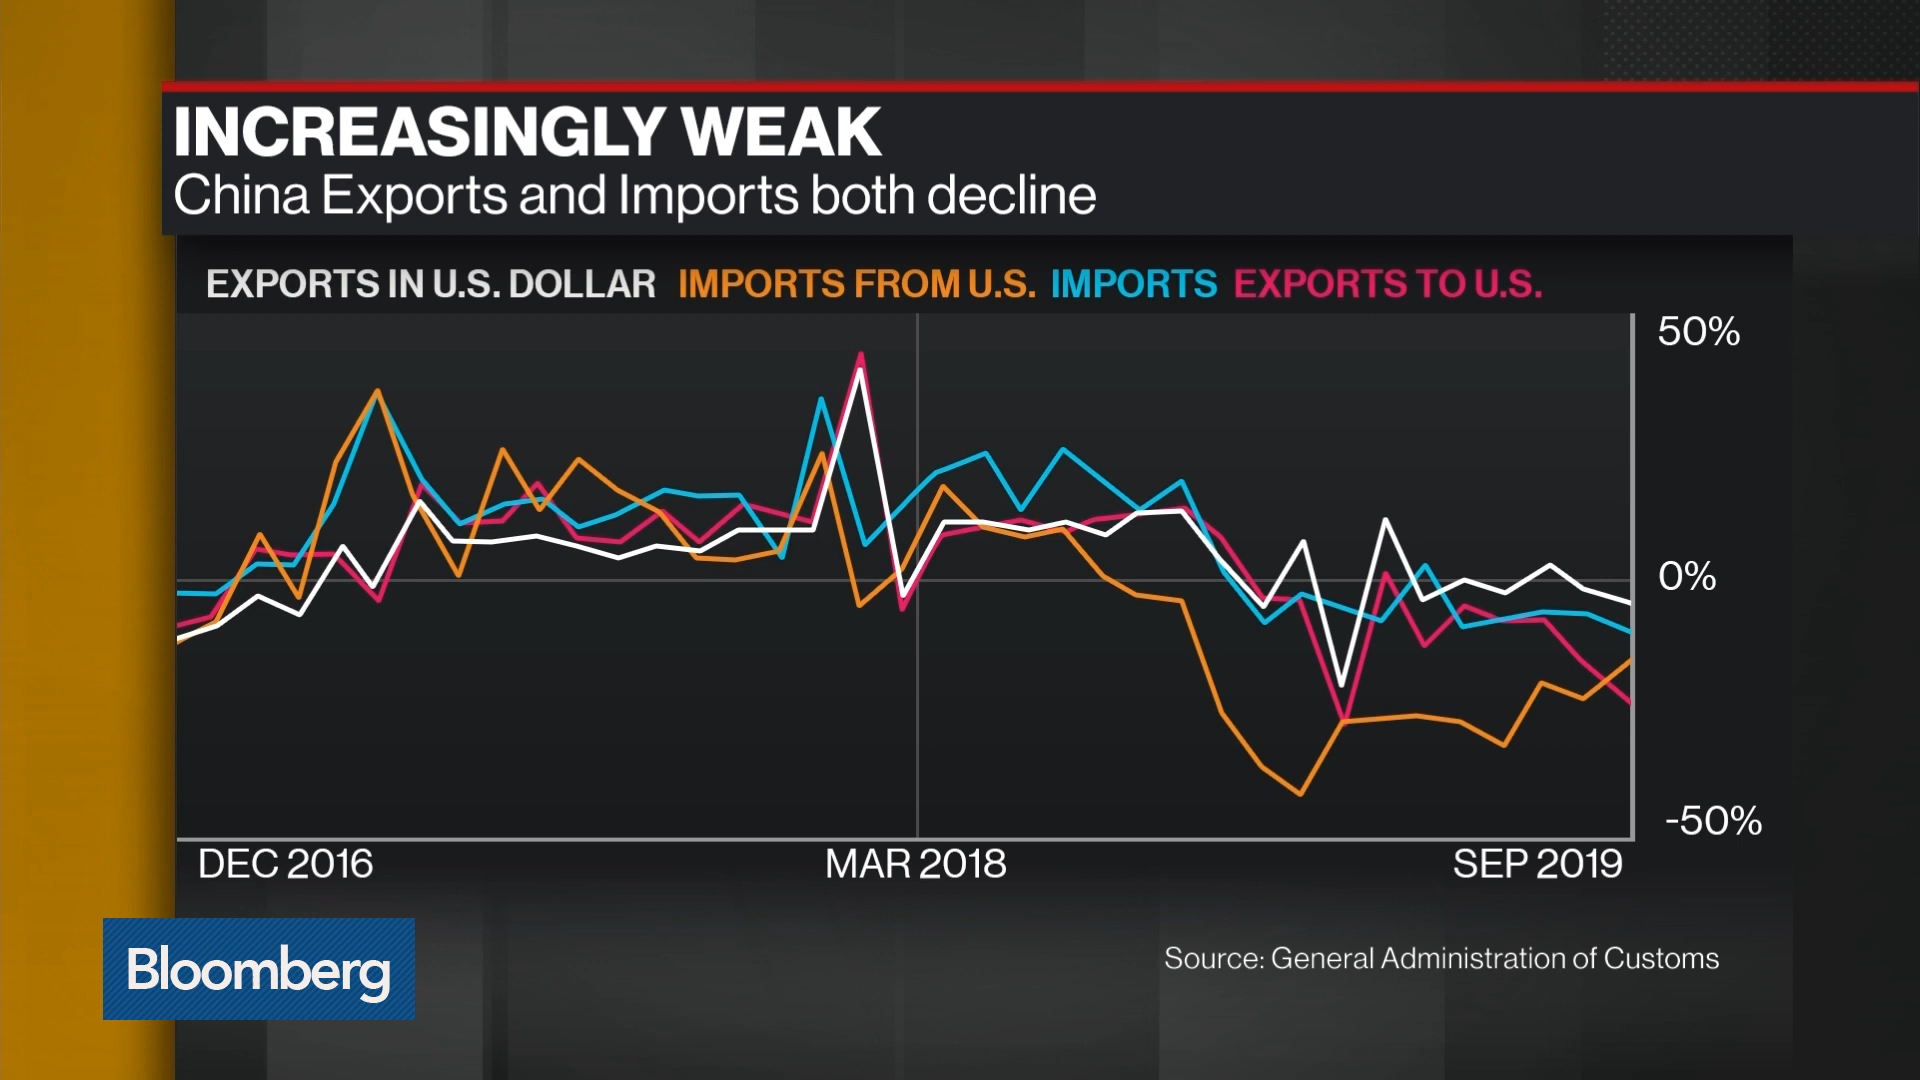 INCREASINGLY WEAK
China Exports and Imports both decline
EXPORTS IN U.S. DOLLAR IMPORTS FROM U.S. IMPORTS EXPORTS TO U.S.
50%
0%
-50%
DEC 2016 MAR 2018 SEP 2019
Bloomberg
Source: General Administration of Customs